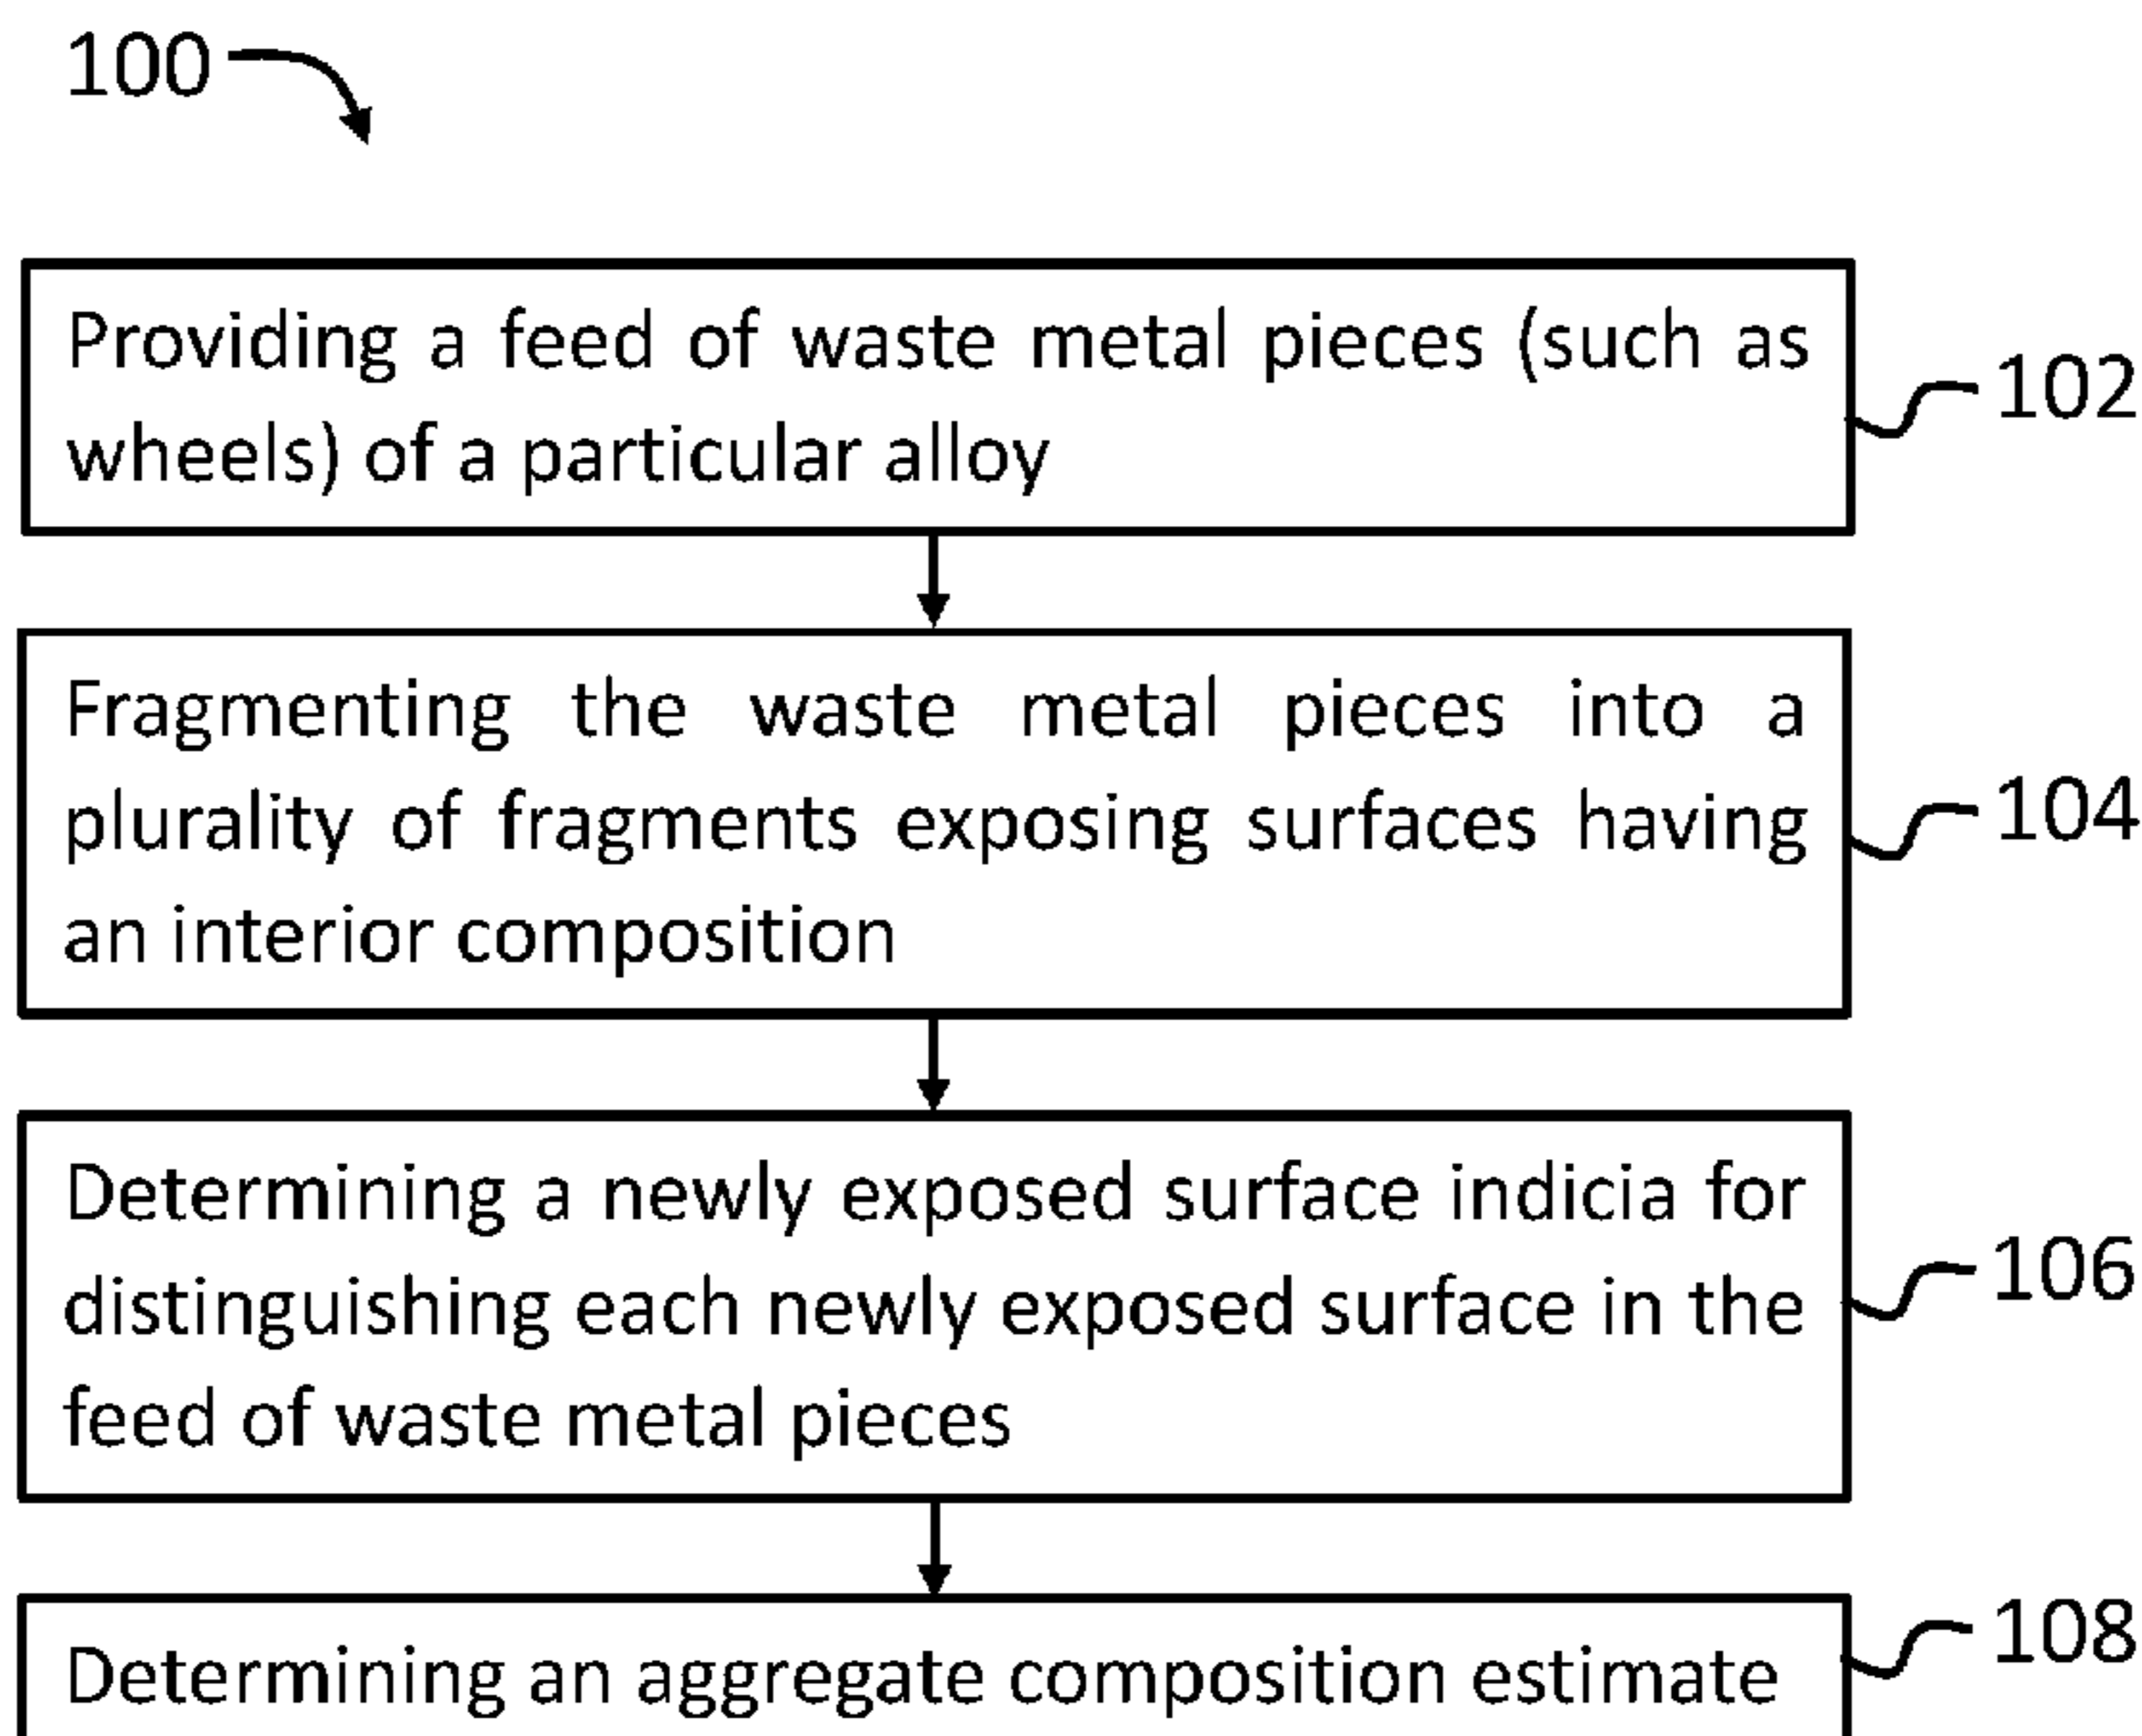 100
Providing a feed of waste metal pieces (such as
wheels) of a particular alloy
102
Fragmenting the waste metal pieces into a
plurality of fragments exposing surfaces having
an interior composition
104
Determining a newly exposed surface indicia for
distinguishing each newly exposed surface in the
feed of waste metal pieces
106
Determining an aggregate composition estimate
108